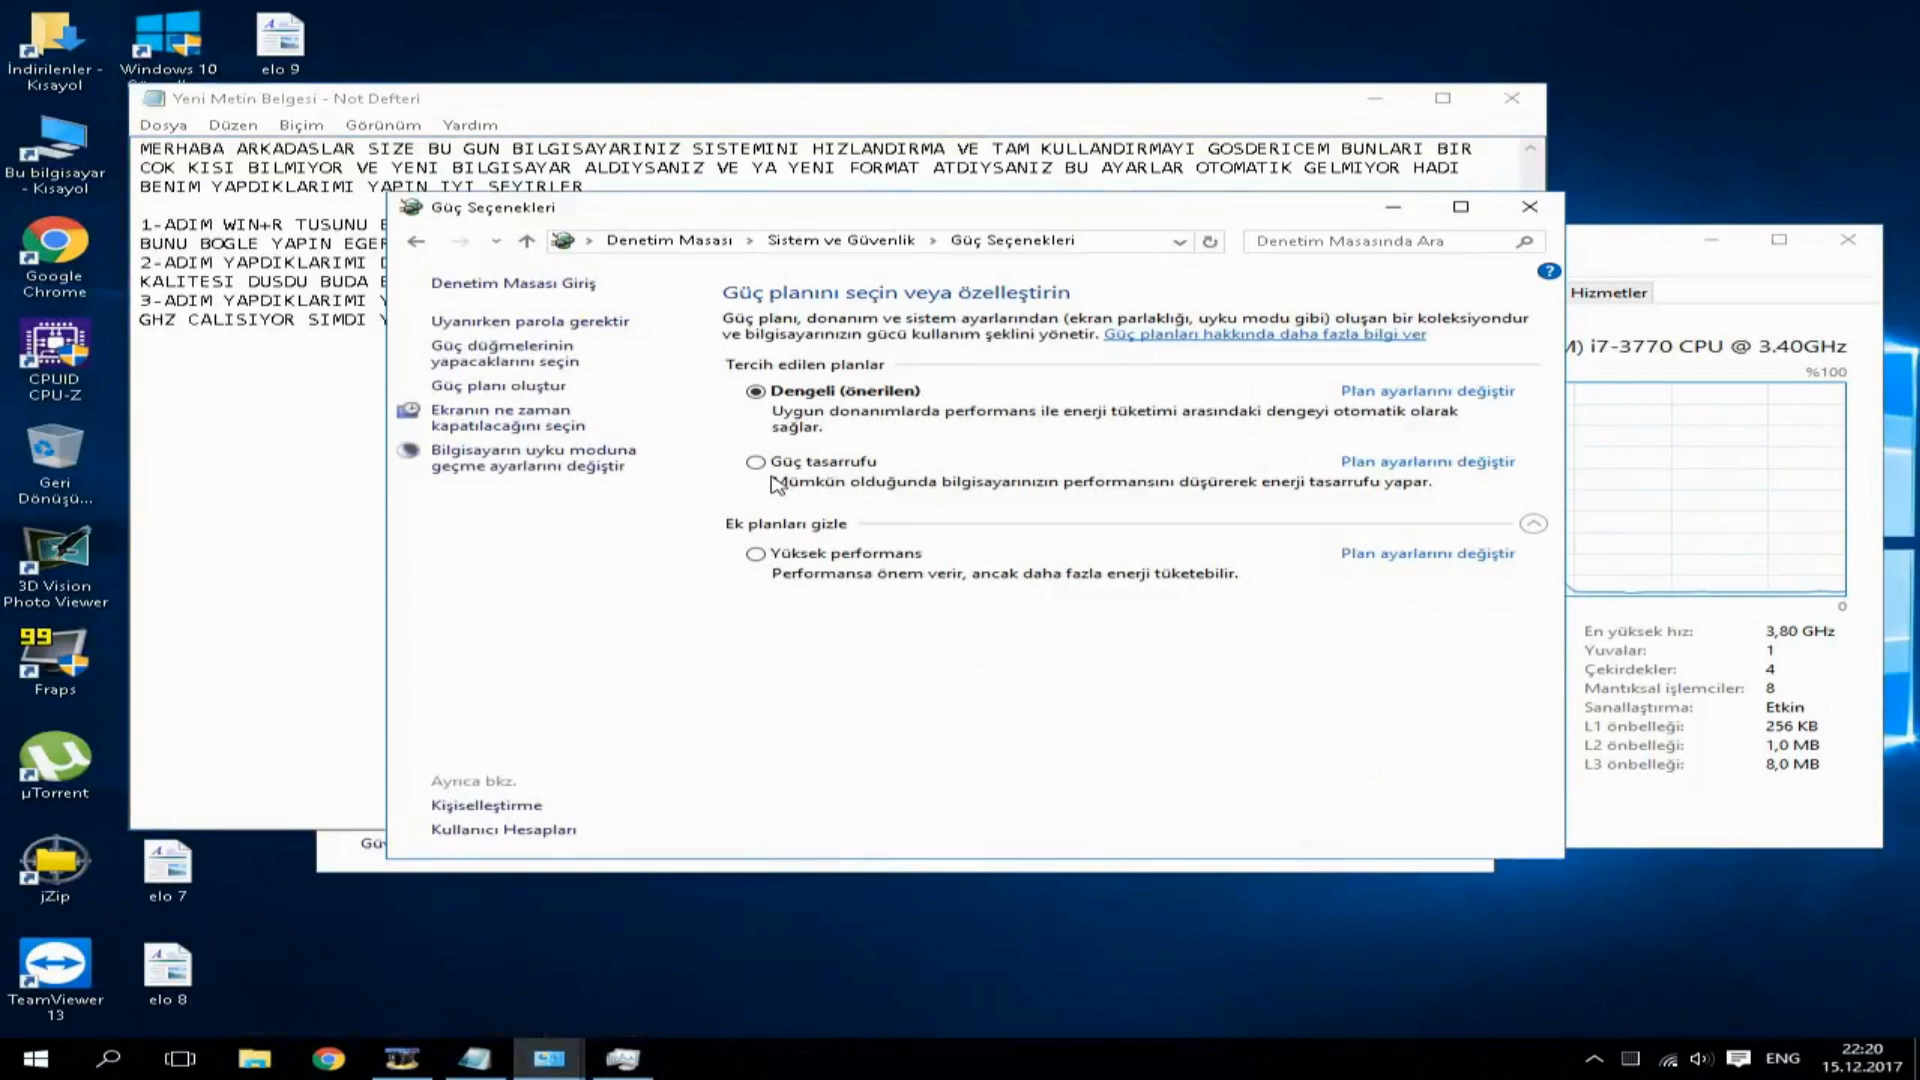 İndirilenler -
Kısayol
Windows 10
elo 9
Bu bilgisayar
- Kısayol
Google
Chrome
CPUID
CPU-Z
Geri
Dönüşü...
3D Vision
Photo Viewer
99
Fraps
µTorrent
jZip
elo 7
TeamViewer
13
elo 8
Yeni Metin Belgesi - Not Defteri
Dosya Düzen Biçim Görünüm Yardım
MERHABA ARKADASLAR SIZE BU GUN BILGISAYARINIZ SISTEMINI HIZLANDIRMA VE TAM KULLANDIRMAYI GOSDERICEM BUNLARI BIR
COK KISI BILMIYOR VE YENI BILGISAYAR ALDIYSANIZ VE YA YENI FORMAT ATDIYSANIZ BU AYARLAR OTOMATIK GELMIYOR HADI
BENIM YAPDIKLARIMI YAPIN IYI SEYIRLER
1-ADIM WIN+R TUSUNU
BUNU BOGLE YAPIN EGER
2-ADIM YAPDIKLARIMI
KALITESI DUSDU BUDA
3-ADIM YAPDIKLARIMI
GHZ CALISIYOR SIMDI
Güç Seçenekleri
Denetim Masası > Sistem ve Güvenlik > Güç Seçenekleri
Denetim Masasında Ara
Denetim Masası Giriş
Uyanırken parola gerektir
Güç düğmelerinin
yapacaklarını seçin
Güç planı oluştur
Ekranın ne zaman
kapatılacağını seçin
Bilgisayarın uyku moduna
geçme ayarlarını değiştir
Ayrıca bkz.
Kişiselleştirme
Kullanıcı Hesapları
Güç planını seçin veya özelleştirin
Güç planı, donanım ve sistem ayarlarından (ekran parlaklığı, uyku modu gibi) oluşan bir koleksiyondur
ve bilgisayarınızın gücü kullanım şeklini yönetir. Güç planları hakkında daha fazla bilgi ver
Tercih edilen planlar
Dengeli (önerilen) Plan ayarlarını değiştir
Uygun donanımlarda performans ile enerji tüketimi arasındaki dengeyi otomatik olarak
sağlar.
Güç tasarrufu Plan ayarlarını değiştir
Mümkün olduğunda bilgisayarınızın performansını düşürerek enerji tasarrufu yapar.
Ek planları gizle
Yüksek performans Plan ayarlarını değiştir
Performansa önem verir, ancak daha fazla enerji tüketebilir.
Hizmetler
i7-3770 CPU @ 3.40GHz
%100
0
En yüksek hız: 3,80 GHz
Yuvalar: 1
Çekirdekler: 4
Mantıksal işlemciler: 8
Sanallaştırma: Etkin
L1 önbelleği: 256 KB
L2 önbelleği: 1,0 MB
L3 önbelleği: 8,0 MB
ENG
22:20
15.12.2017